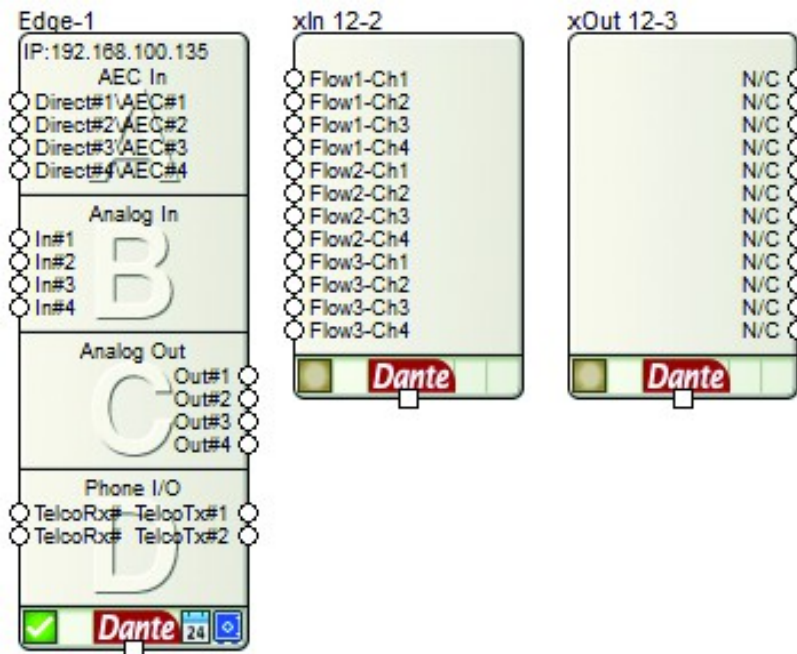 Edge-1
IP:192.168.100.135
AEC In
A
Direct#1\AEC#1
Direct#2\AEC#2
Direct#3\AEC#3
Direct#4\AEC#4
Analog In
B
In#1
In#2
In#3
In#4
Analog Out
C
Out#1
Out#2
Out#3
Out#4
Phone I/O
D
TelcoRx# TelcoTx#1
TelcoRx# TelcoTx#2
Dante 24
xIn 12-2
Flow1-Ch1
Flow1-Ch2
Flow1-Ch3
Flow1-Ch4
Flow2-Ch1
Flow2-Ch2
Flow2-Ch3
Flow2-Ch4
Flow3-Ch1
Flow3-Ch2
Flow3-Ch3
Flow3-Ch4
Dante
xOut 12-3
N/C
N/C
N/C
N/C
N/C
N/C
N/C
N/C
N/C
N/C
N/C
N/C
Dante